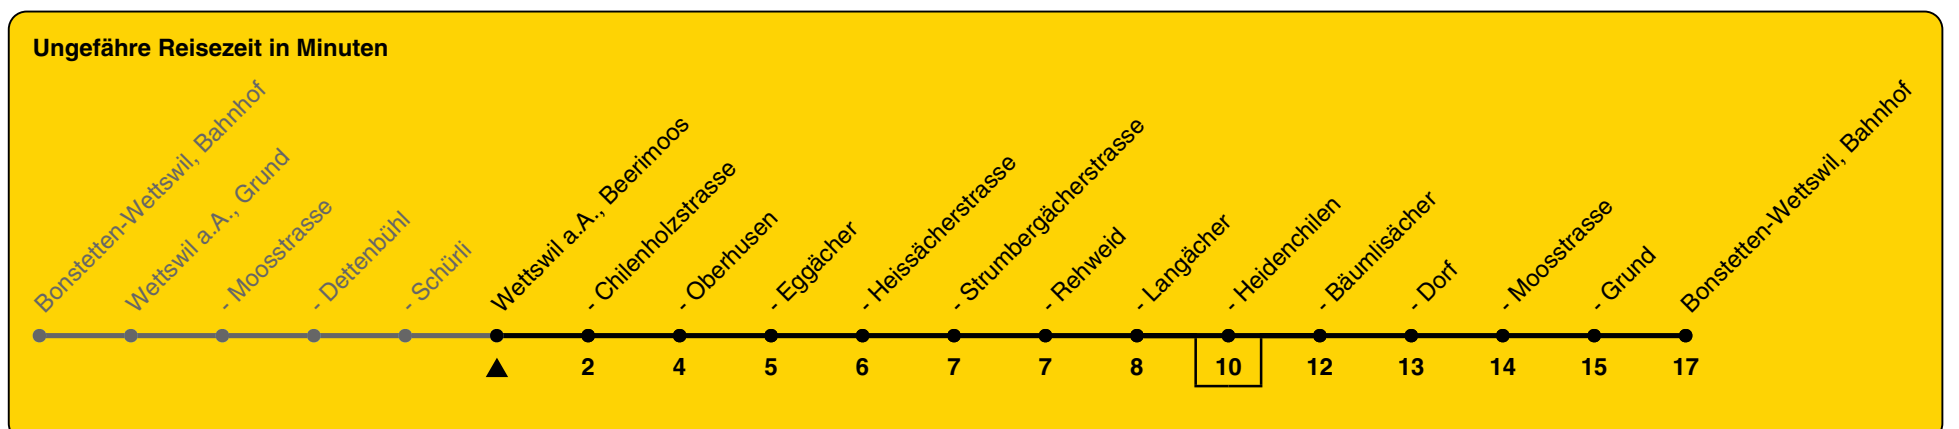 Ungefähre Reisezeit in Minuten
Bonstetten-Wettswil, Bahnhof
Wettswil a.A., Grund
- Moosstrasse
- Dettenbühl
- Schürli
Wettswil a.A., Beerimoos
- Chilenholzstrasse
- Oberhusen
- Eggächer
- Heissächerstrasse
- Strumbergächerstrasse
- Rehweid
- Langächer
- Heidenchilen
- Bäumlisächer
- Dorf
- Moosstrasse
- Grund
Bonstetten-Wettswil, Bahnhof
2 4 5 6 7 7 8 10 12 13 14 15 17